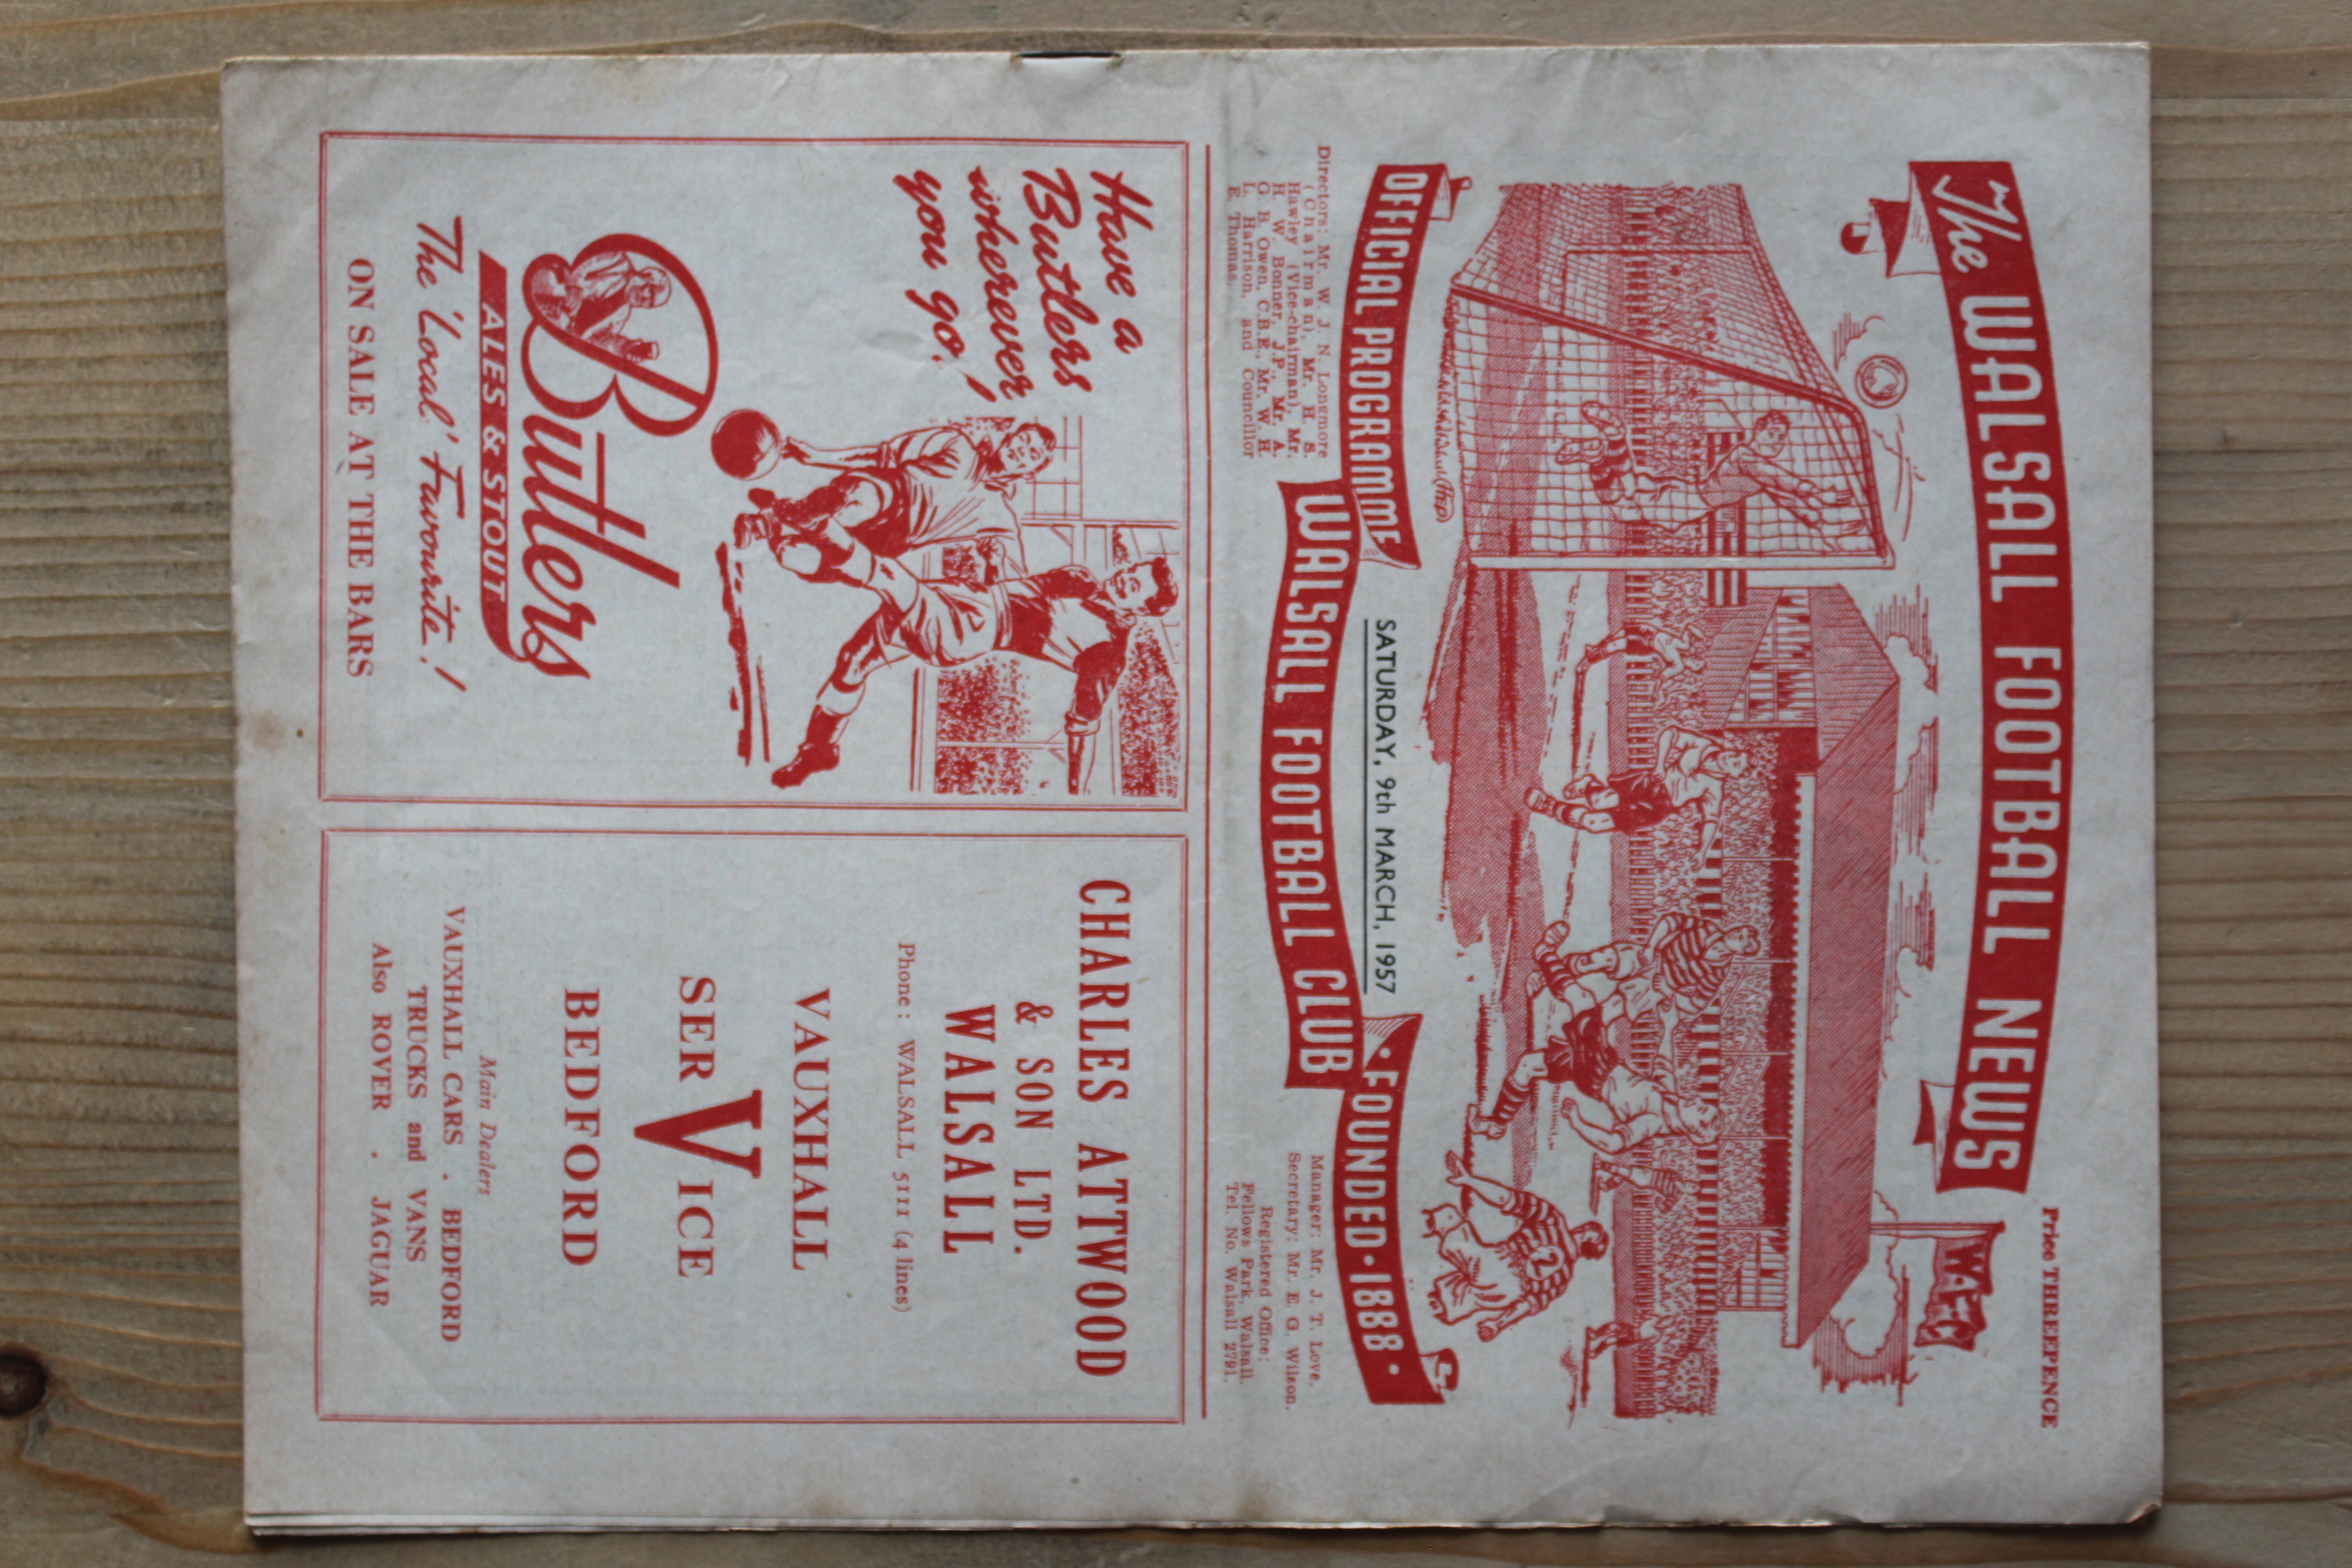 Price THREEPENCE
The WALSALL FOOTBALL NEWS
W.F.C
2
OFFICIAL PROGRAMME
SATURDAY, 9th MARCH, 1957
WALSALL FOOTBALL CLUB
• FOUNDED • 1888 •
Directors: Mr. W. J. N. Longmore
(Chairman), Mr. H. S.
Hawley (Vice-chairman), Mr.
H. W. Bonner, J.P., Mr. A.
G. B. Owen, C.B.E., Mr. W. H.
L. Harrison, and Councillor
E. Thomas.
Manager: Mr. J. T. Love.
Secretary: Mr. E. G. Wilson.
Registered Office:
Fellows Park, Walsall.
Tel. No. Walsall 2791.
Have a
Butlers
wherever
you go!
Butlers
ALES & STOUT
The 'Local' Favourite!
ON SALE AT THE BARS
CHARLES ATTWOOD
& SON LTD.
WALSALL
Phone: WALSALL 5111 (4 lines)
VAUXHALL
SERVICE
BEDFORD
Main Dealers
VAUXHALL CARS . BEDFORD
TRUCKS and VANS
Also ROVER . JAGUAR